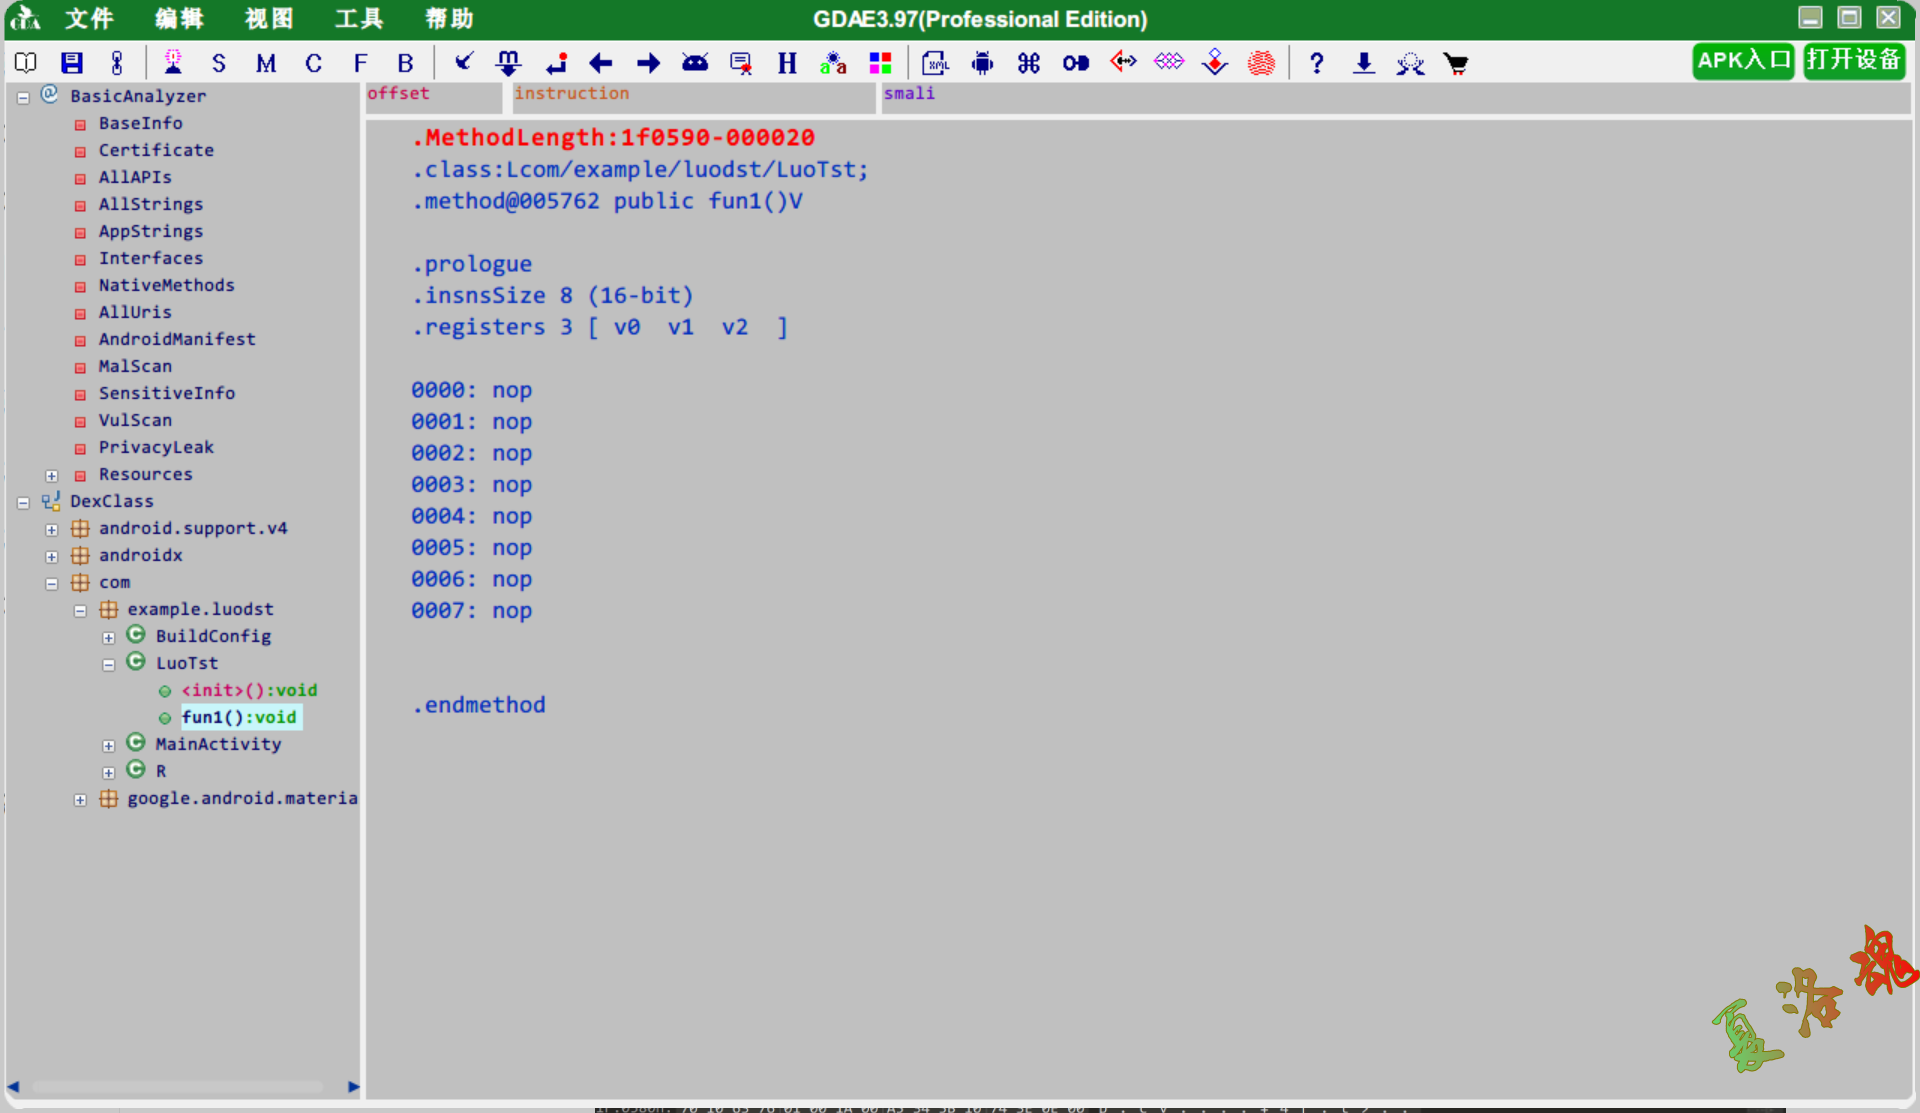 GDA 文件 编辑 视图 工具 帮助 GDAE3.97(Professional Edition)
S M C F B m H a a XML ? APK入口 打开设备
offset instruction smali
BasicAnalyzer
BaseInfo
Certificate
AllAPIs
AllStrings
AppStrings
Interfaces
NativeMethods
AllUris
AndroidManifest
MalScan
SensitiveInfo
VulScan
PrivacyLeak
Resources
DexClass
android.support.v4
androidx
com
example.luodst
BuildConfig
LuoTst
<init>():void
fun1():void
MainActivity
R
google.android.materia
.MethodLength:1f0590-000020
.class:Lcom/example/luodst/LuoTst;
.method@005762 public fun1()V
.prologue
.insnsSize 8 (16-bit)
.registers 3 [ v0 v1 v2 ]
0000: nop
0001: nop
0002: nop
0003: nop
0004: nop
0005: nop
0006: nop
0007: nop
.endmethod
夏洛魂